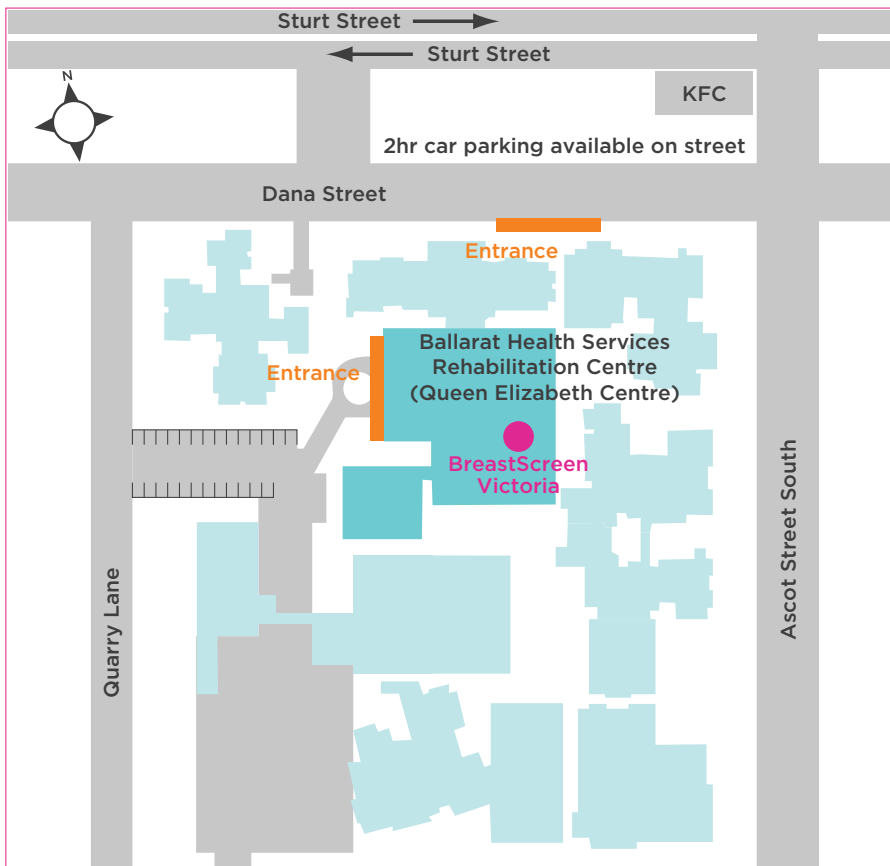 Sturt Street
Sturt Street
N
KFC
2hr car parking available on street
Dana Street
Entrance
Ballarat Health Services
Rehabilitation Centre
(Queen Elizabeth Centre)
Entrance
BreastScreen
Victoria
Quarry Lane
Ascot Street South